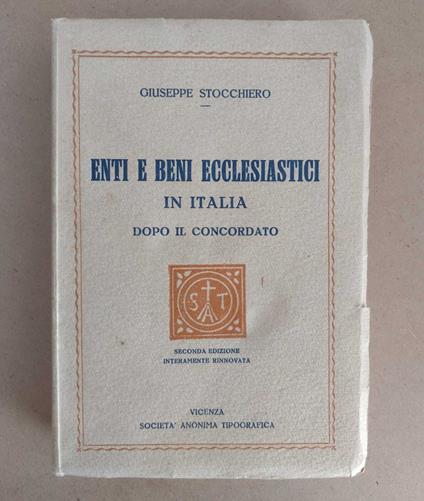 GIUSEPPE STOCCHIERO
ENTI E BENI ECCLESIASTICI
IN ITALIA
DOPO IL CONCORDATO
S A T
SECONDA EDIZIONE
INTERAMENTE RINNOVATA
VICENZA
SOCIETA' ANONIMA TIPOGRAFICA